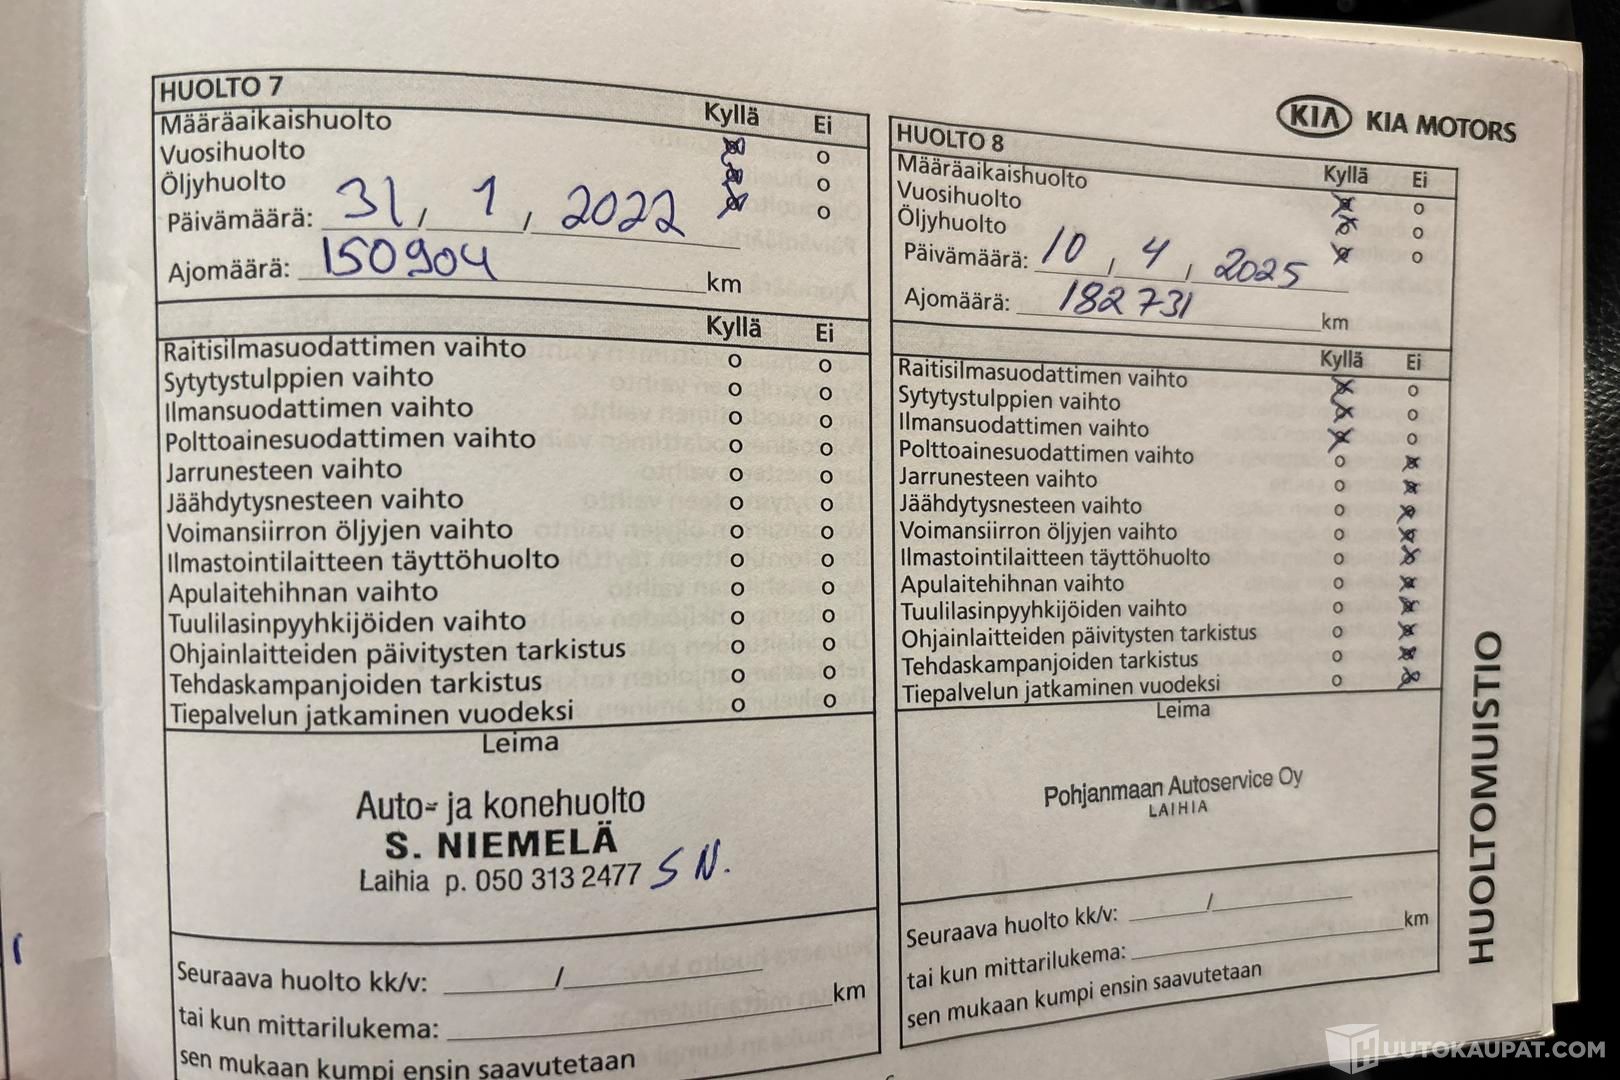 HUOLTO 7
Kyllä Ei
Määräaikaishuolto
Vuosihuolto o
Öljyhuolto o
Päivämäärä: 31 / 1 / 2022 o
Ajomäärä: 150904 km
Kyllä Ei
Raitisilmasuodattimen vaihto o o
Sytytystulppien vaihto o o
Ilmansuodattimen vaihto o o
Polttoainesuodattimen vaihto o o
Jarrunesteen vaihto o o
Jäähdytysnesteen vaihto o o
Voimansiirron öljyjen vaihto o o
Ilmastointilaitteen täyttöhuolto o o
Apulaitehihnan vaihto o o
Tuulilasinpyyhkijöiden vaihto o o
Ohjainlaitteiden päivitysten tarkistus o o
Tehdaskampanjoiden tarkistus o o
Tiepalvelun jatkaminen vuodeksi o o
Leima
Auto- ja konehuolto
S. NIEMELÄ
Laihia p. 050 313 2477 S N.
Seuraava huolto kk/v: /
tai kun mittarilukema: km
sen mukaan kumpi ensin saavutetaan
KIA KIA MOTORS
HUOLTO 8
Kyllä Ei
Määräaikaishuolto o
Vuosihuolto o
Öljyhuolto o
Päivämäärä: 10 / 4 / 2025
Ajomäärä: 182 731 km
Kyllä Ei
Raitisilmasuodattimen vaihto o
Sytytystulppien vaihto o
Ilmansuodattimen vaihto o
Polttoainesuodattimen vaihto o
Jarrunesteen vaihto o
Jäähdytysnesteen vaihto o
Voimansiirron öljyjen vaihto o
Ilmastointilaitteen täyttöhuolto o
Apulaitehihnan vaihto o
Tuulilasinpyyhkijöiden vaihto o
Ohjainlaitteiden päivitysten tarkistus o
Tehdaskampanjoiden tarkistus o
Tiepalvelun jatkaminen vuodeksi o
Leima
Pohjanmaan Autoservice Oy
LAIHIA
Seuraava huolto kk/v: /
tai kun mittarilukema: km
sen mukaan kumpi ensin saavutetaan
HUOLTOMUISTIO
HUUTOKAUPAT.COM